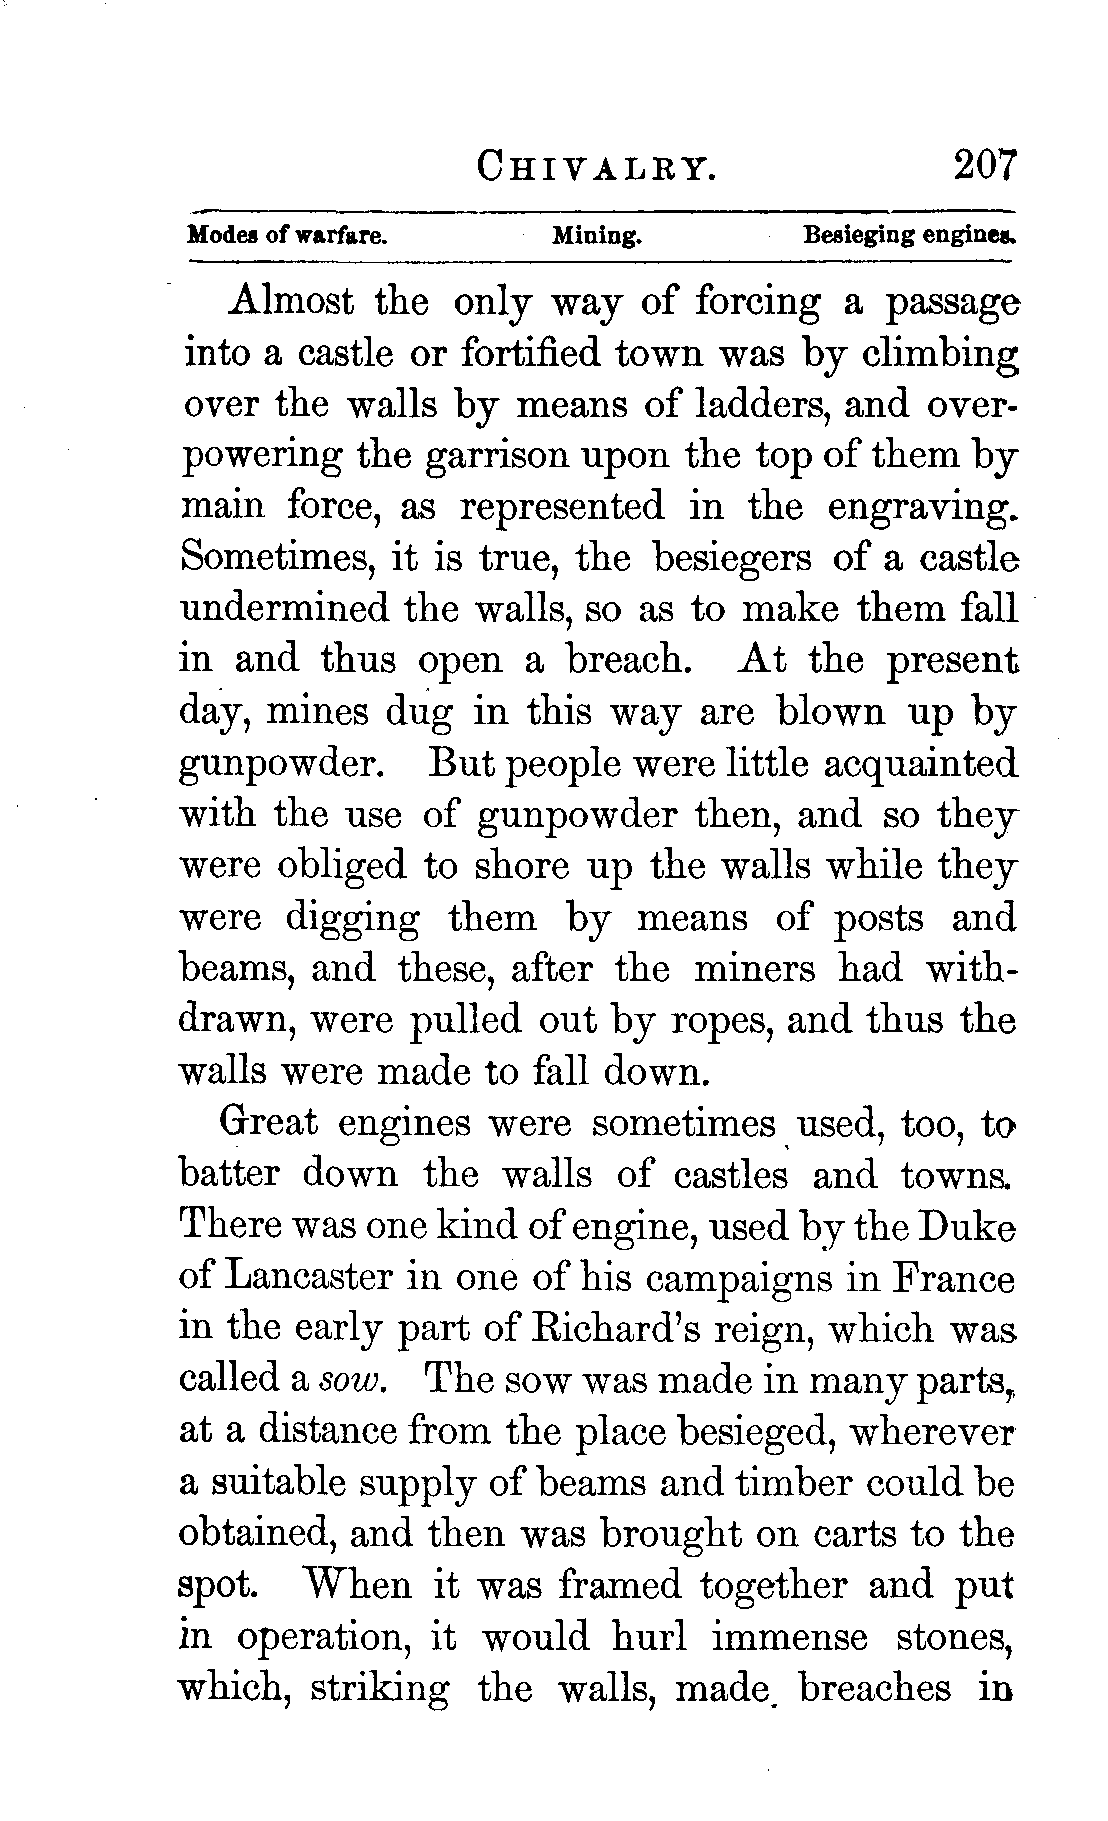 CHIVALRY. 207
Modes of warfare. Mining. Besieging engines.
Almost the only way of forcing a passage
into a castle or fortified town was by climbing
over the walls by means of ladders, and over-
powering the garrison upon the top of them by
main force, as represented in the engraving.
Sometimes, it is true, the besiegers of a castle
undermined the walls, so as to make them fall
in and thus open a breach. At the present
day, mines dug in this way are blown up by
gunpowder. But people were little acquainted
with the use of gunpowder then, and so they
were obliged to shore up the walls while they
were digging them by means of posts and
beams, and these, after the miners had with-
drawn, were pulled out by ropes, and thus the
walls were made to fall down.
Great engines were sometimes used, too, to
batter down the walls of castles and towns.
There was one kind of engine, used by the Duke
of Lancaster in one of his campaigns in France
in the early part of Richard's reign, which was
called a sow. The sow was made in many parts,
at a distance from the place besieged, wherever
a suitable supply of beams and timber could be
obtained, and then was brought on carts to the
spot. When it was framed together and put
in operation, it would hurl immense stones,
which, striking the walls, made breaches in